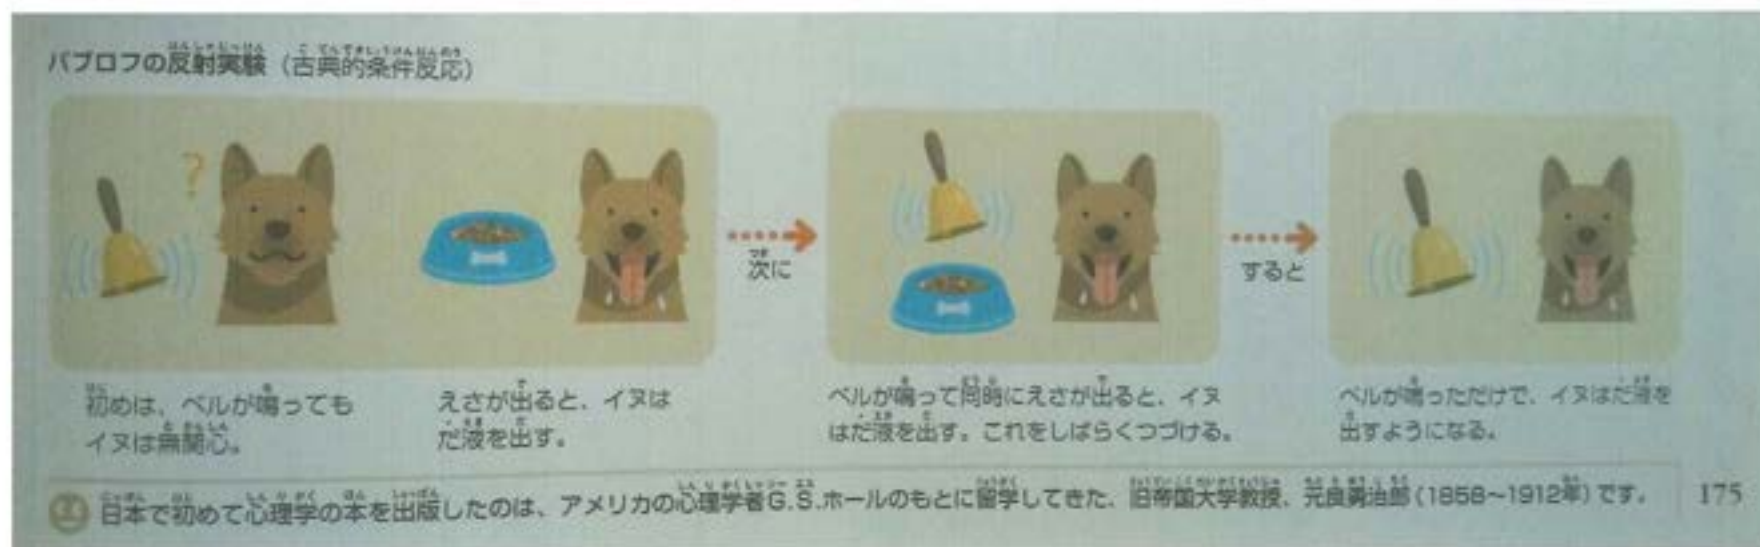 パブロフの反射実験（古典的条件反応）
?
初めは、ベルが鳴っても
イヌは無関心。
えさが出ると、イヌは
だ液を出す。
次に
ベルが鳴って同時にえさが出ると、イヌ
はだ液を出す。これをしばらくつづける。
すると
ベルが鳴っただけで、イヌはだ液を
出すようになる。
日本で初めて心理学の本を出版したのは、アメリカの心理学者G.S.ホールのもとに留学してきた、旧帝国大学教授、元良勇治郎（1858〜1912年）です。
175